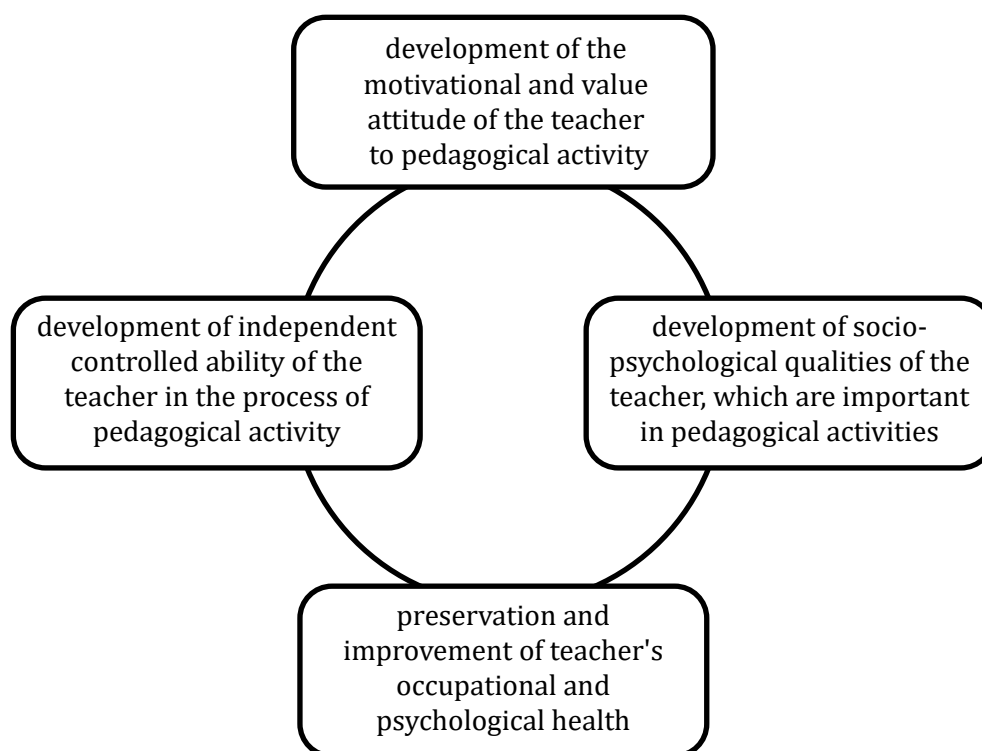 development of the
motivational and value
attitude of the teacher
to pedagogical activity
development of independent
controlled ability of the
teacher in the process of
pedagogical activity
development of socio-
psychological qualities of the
teacher, which are important
in pedagogical activities
preservation and
improvement of teacher's
occupational and
psychological health